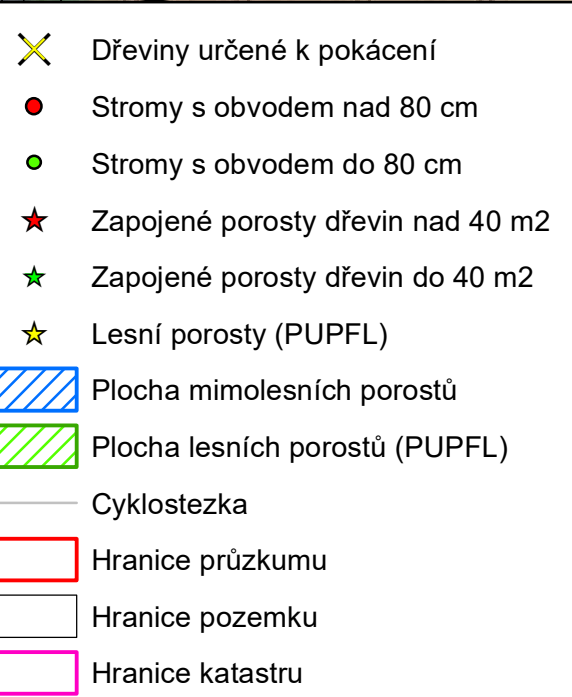 Dřeviny určené k pokácení
Stromy s obvodem nad 80 cm
Stromy s obvodem do 80 cm
Zapojené porosty dřevin nad 40 m2
Zapojené porosty dřevin do 40 m2
Lesní porosty (PUPFL)
Plocha mimolesních porostů
Plocha lesních porostů (PUPFL)
Cyklostezka
Hranice průzkumu
Hranice pozemku
Hranice katastru